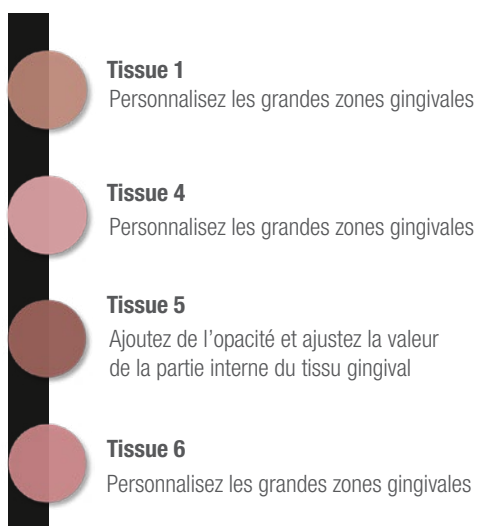 Tissue 1
Personnalisez les grandes zones gingivales
Tissue 4
Personnalisez les grandes zones gingivales
Tissue 5
Ajoutez de l’opacité et ajustez la valeur
de la partie interne du tissu gingival
Tissue 6
Personnalisez les grandes zones gingivales